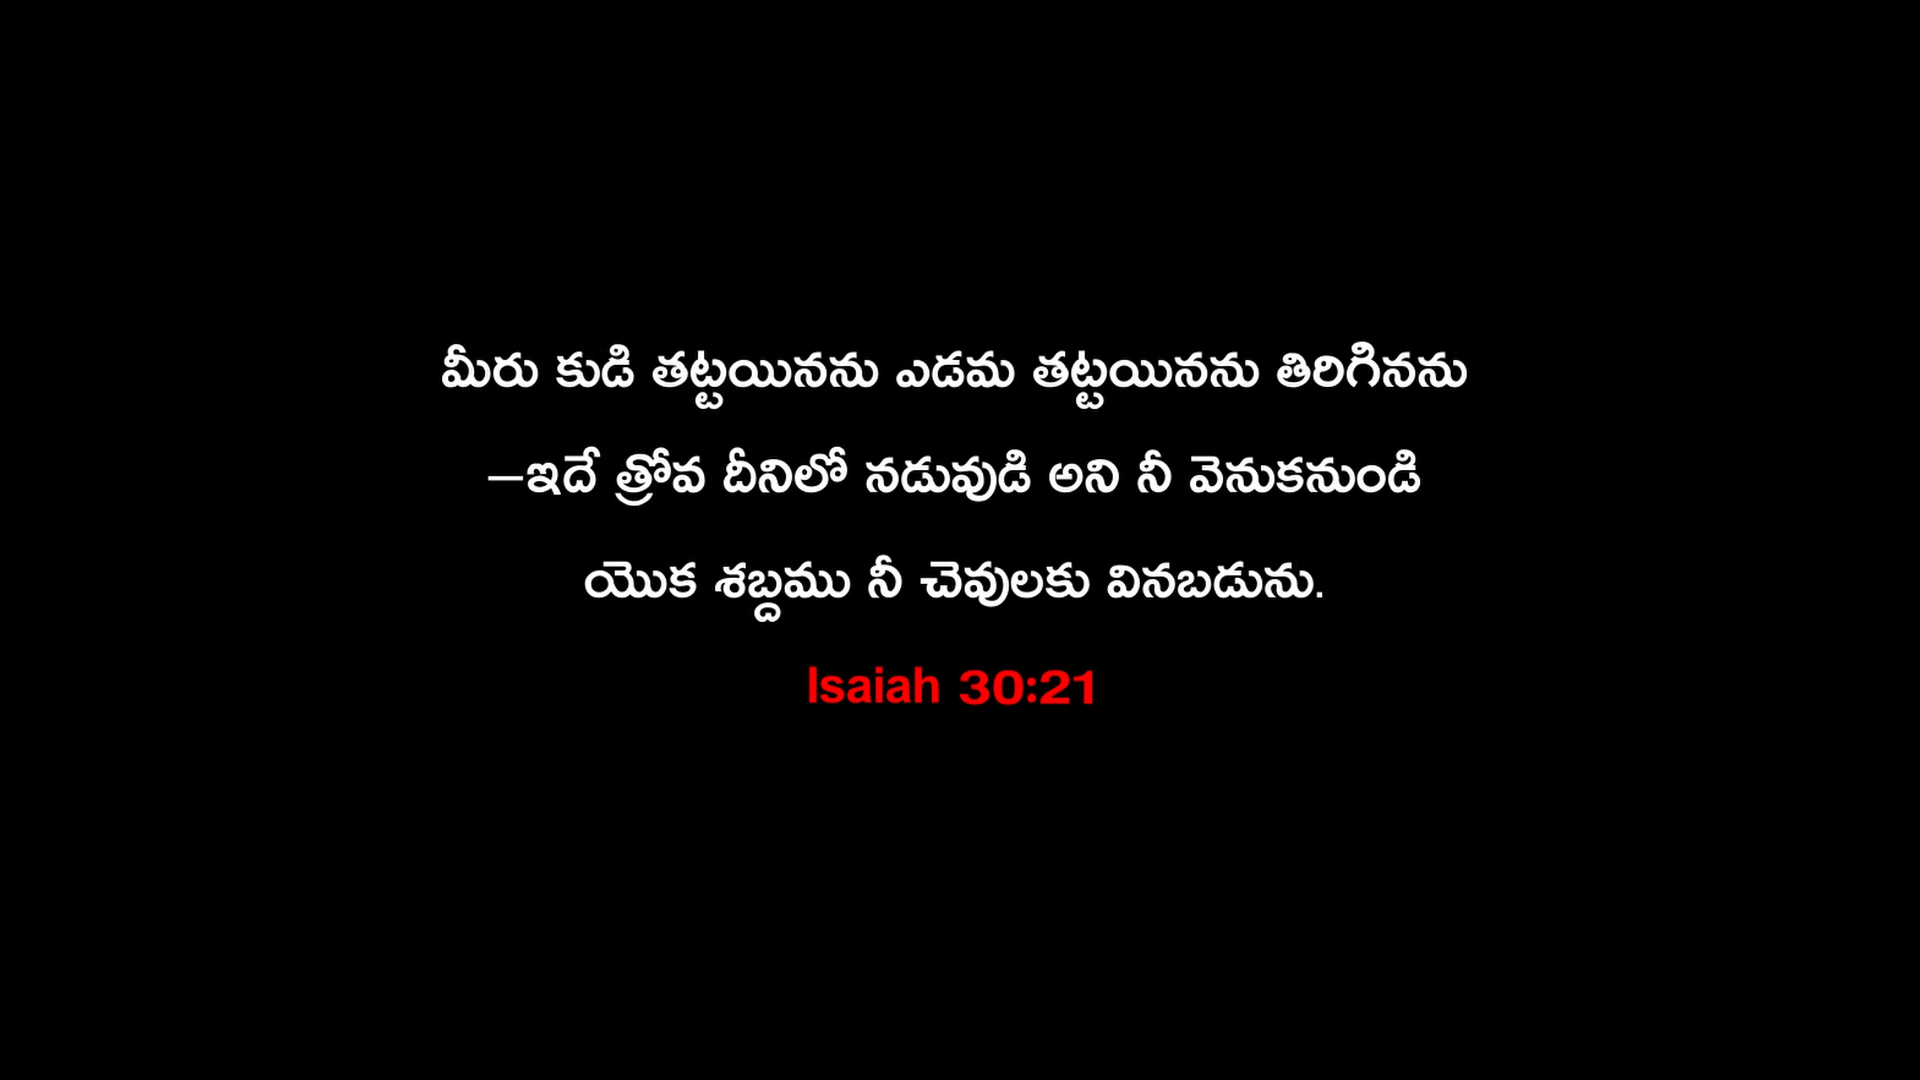 మీరు కుడి తట్టయినను ఎడమ తట్టయినను తిరిగినను
–ఇదే త్రోవ దీనిలో నడువుడి అని నీ వెనుకనుండి
యొక శబ్దము నీ చెవులకు వినబడును.
Isaiah 30:21